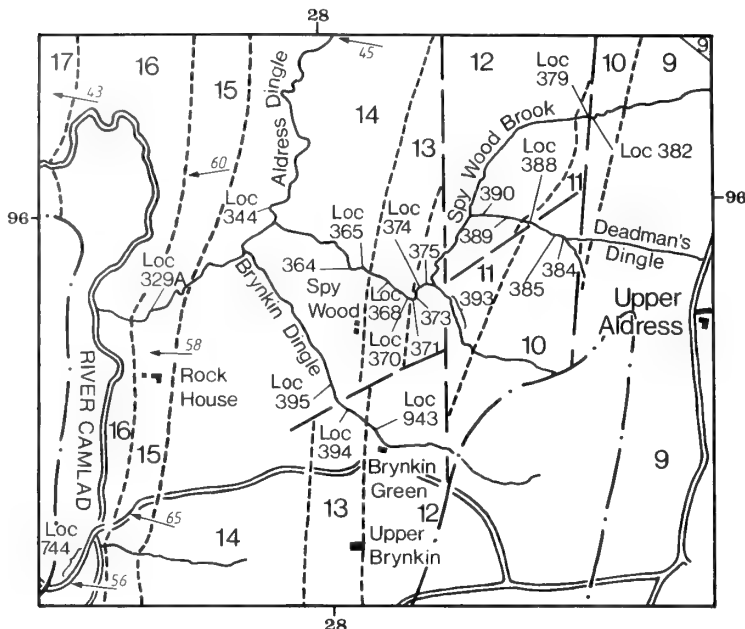 28
17
16
15
43
45
12
Loc
379
10
9
9
Aldress Dingle
14
13
Spy Wood Brook
60
Loc
388
Loc 382
11
96
96
Loc
344
Loc
365
Loc
374
390
389
375
Deadman's
Dingle
Loc
329A
364
Spy
Wood
Loc
368
11
393
384
385
373
Brynkin Dingle
Loc
370
371
Upper
Aldress
10
58
Rock
House
RIVER CAMLAD
Loc
395
Loc
943
Loc
394
16
15
9
Brynkin
Green
12
13
65
14
Loc
744
Upper
Brynkin
56
28